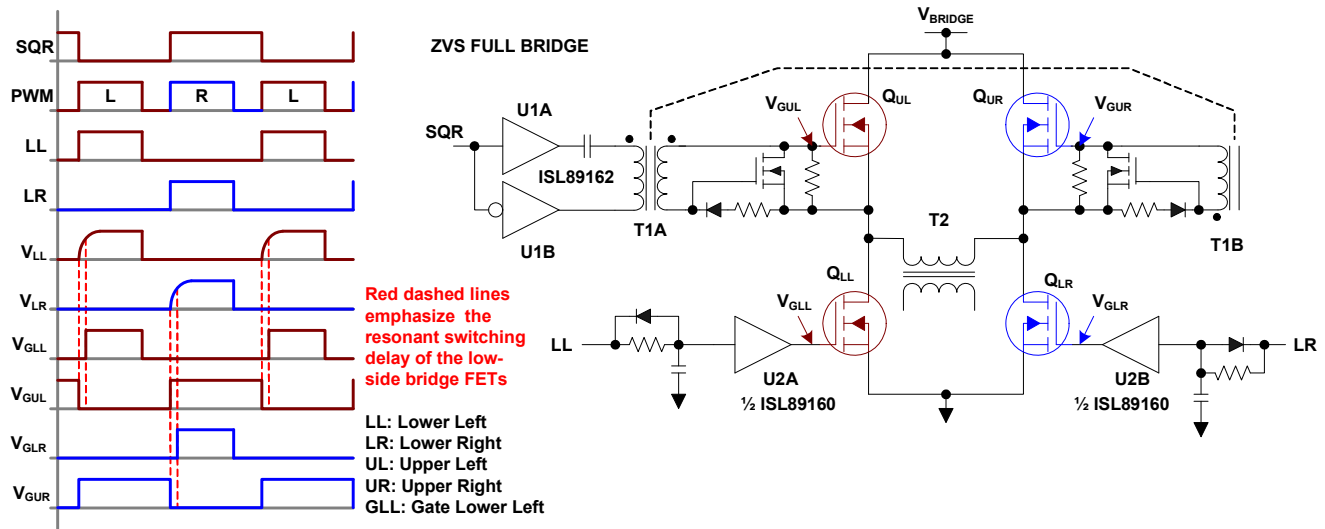 SQR
PWM
L
R
L
LL
LR
VLL
VLR
VGLL
VGUL
VGLR
VGUR
Red dashed lines
emphasize the
resonant switching
delay of the low-
side bridge FETs
LL: Lower Left
LR: Lower Right
UL: Upper Left
UR: Upper Right
GLL: Gate Lower Left
ZVS FULL BRIDGE
VBRIDGE
SQR
U1A
ISL89162
U1B
T1A
VGUL
QUL
QUR
VGUR
T1B
T2
QLL
VGLL
QLR
VGLR
LL
U2A
½ ISL89160
U2B
½ ISL89160
LR